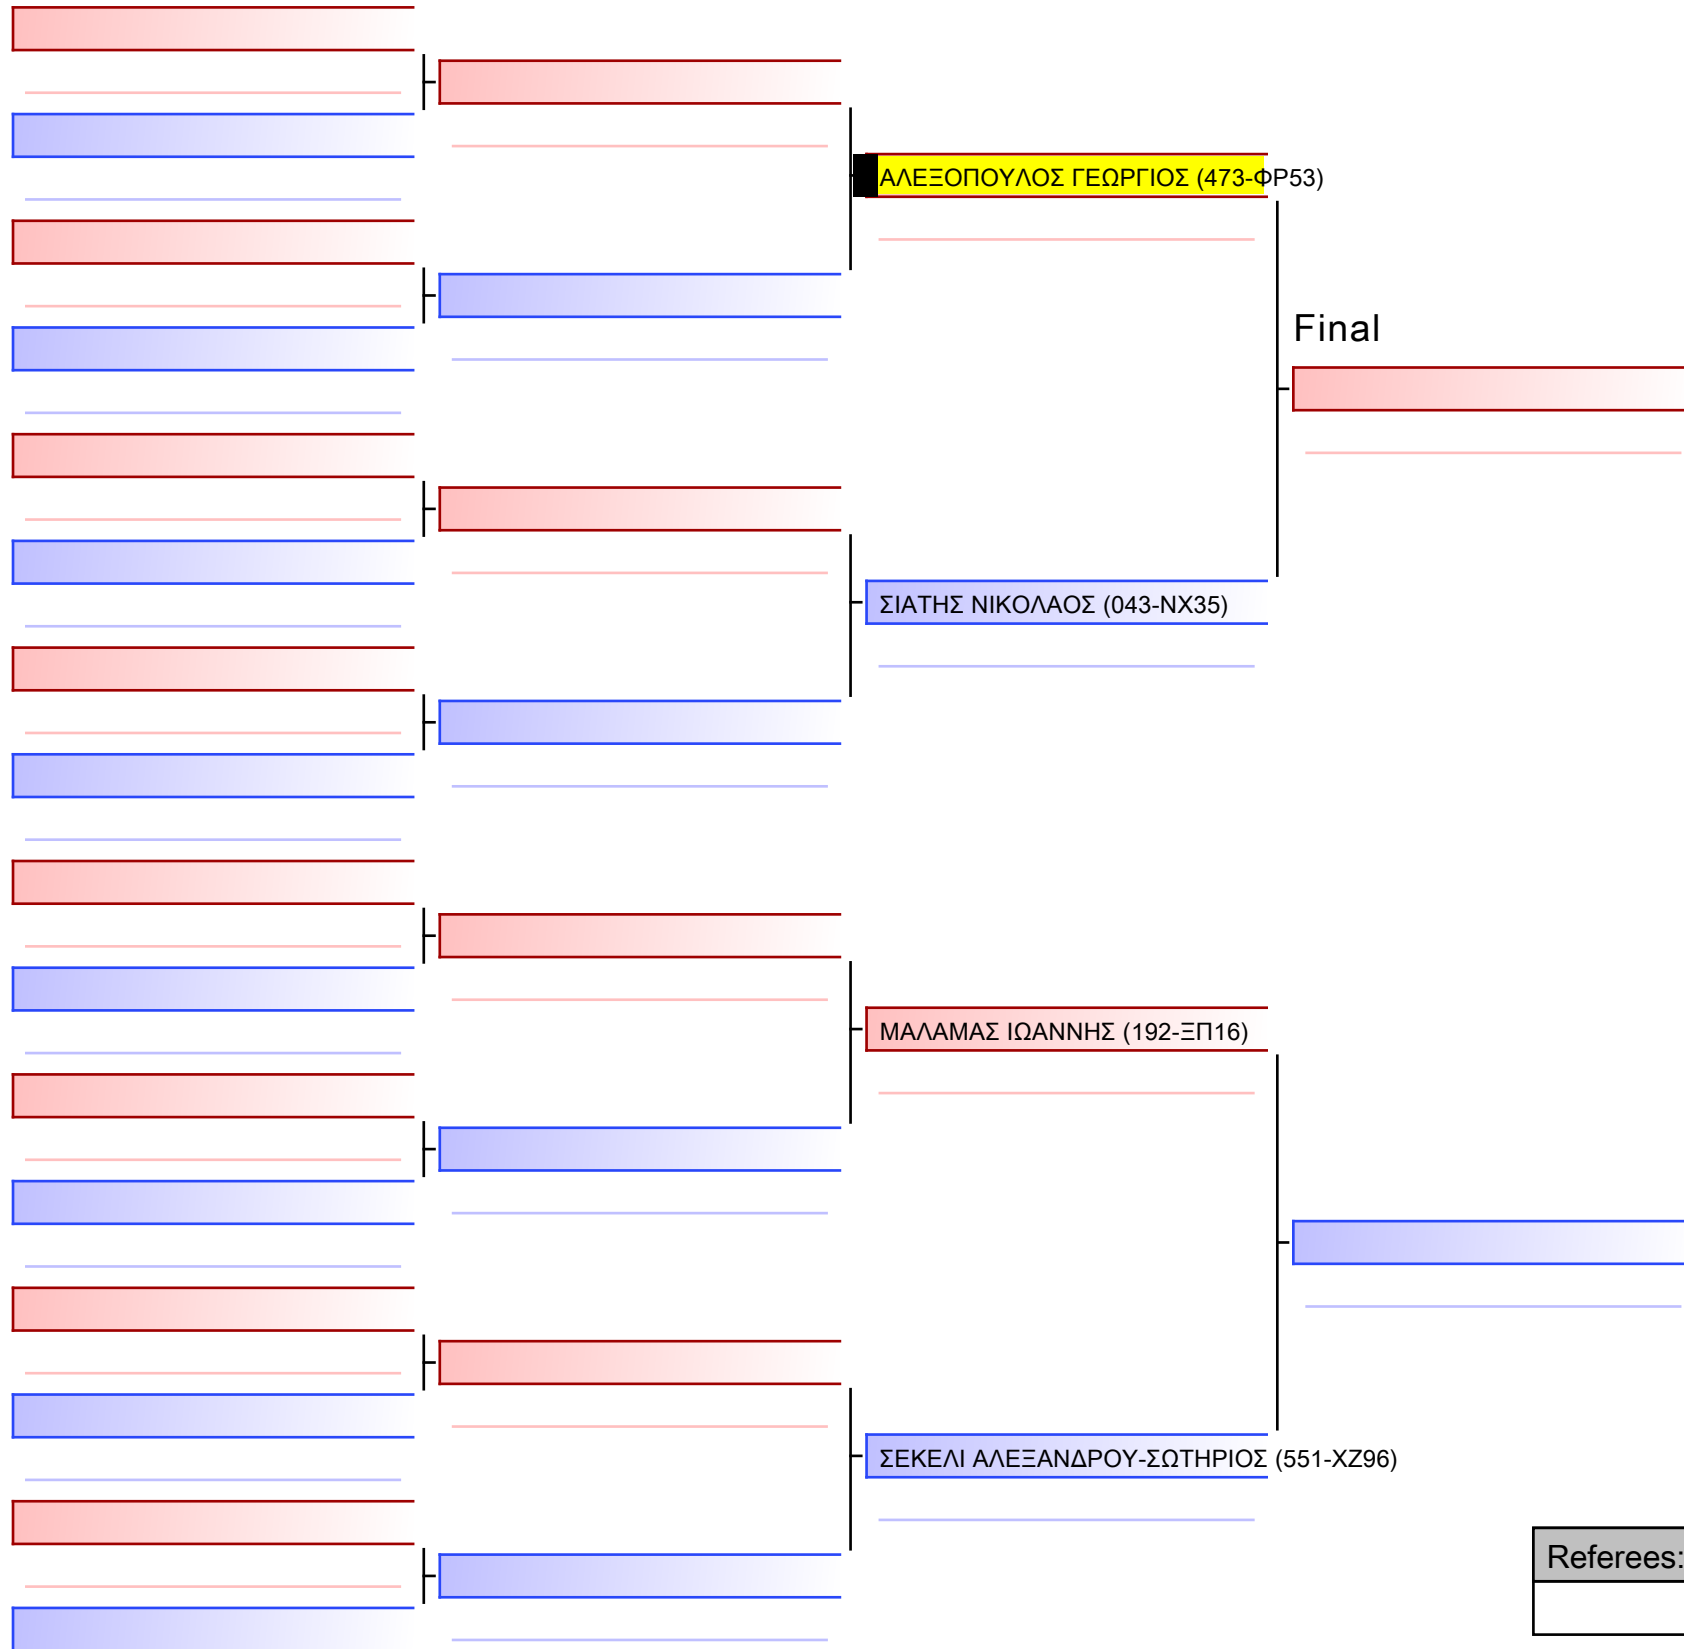 ΑΛΕΞΟΠΟΥΛΟΣ ΓΕΩΡΓΙΟΣ (473-ΦΡ53)
Final
ΣΙΑΤΗΣ ΝΙΚΟΛΑΟΣ (043-ΝΧ35)
ΜΑΛΑΜΑΣ ΙΩΑΝΝΗΣ (192-ΞΠ16)
ΣΕΚΕΛΙ ΑΛΕΞΑΝΔΡΟΥ-ΣΩΤΗΡΙΟΣ (551-ΧΖ96)
Referees: